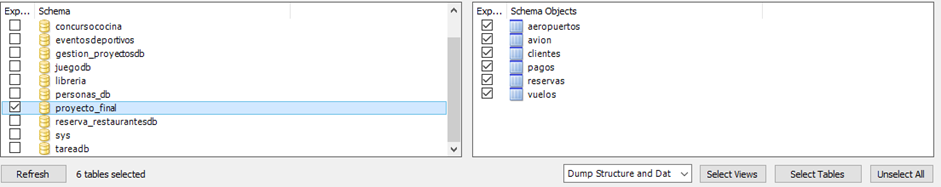 Exp... Schema
concursococina
eventosdeportivos
gestion_proyectosdb
juegodb
libreria
personas_db
proyecto_final
reserva_restaurantesdb
sys
tareadb
Exp... Schema Objects
aeropuertos
avion
clientes
pagos
reservas
vuelos
Refresh 6 tables selected Dump Structure and Dat Select Views Select Tables Unselect All